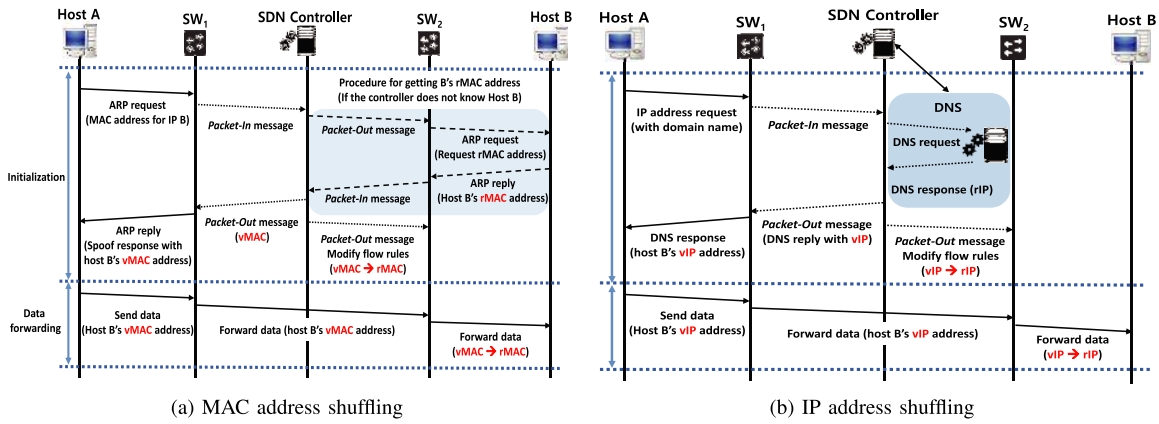 Host A
SW1
SDN Controller
SW2
Host B
Procedure for getting B's rMAC address
(If the controller does not know Host B)
ARP request
(MAC address for IP B)
Packet-In message
Packet-Out message
ARP request
(Request rMAC address)
Initialization
ARP reply
(Host B's rMAC address)
Packet-In message
ARP reply
(Spoof response with
host B's vMAC address)
Packet-Out message
(vMAC)
Packet-Out message
Modify flow rules
(vMAC → rMAC)
Data
forwarding
Send data
(Host B's vMAC address)
Forward data (host B's vMAC address)
Forward data
(vMAC → rMAC)
(a) MAC address shuffling
Host A
SW1
SDN Controller
SW2
Host B
IP address request
(with domain name)
Packet-In message
DNS
DNS request
DNS response (rIP)
DNS response
(host B's vIP address)
Packet-Out message
(DNS reply with vIP)
Packet-Out message
Modify flow rules
(vIP → rIP)
Send data
(Host B's vIP address)
Forward data (host B's vIP address)
Forward data
(vIP → rIP)
(b) IP address shuffling